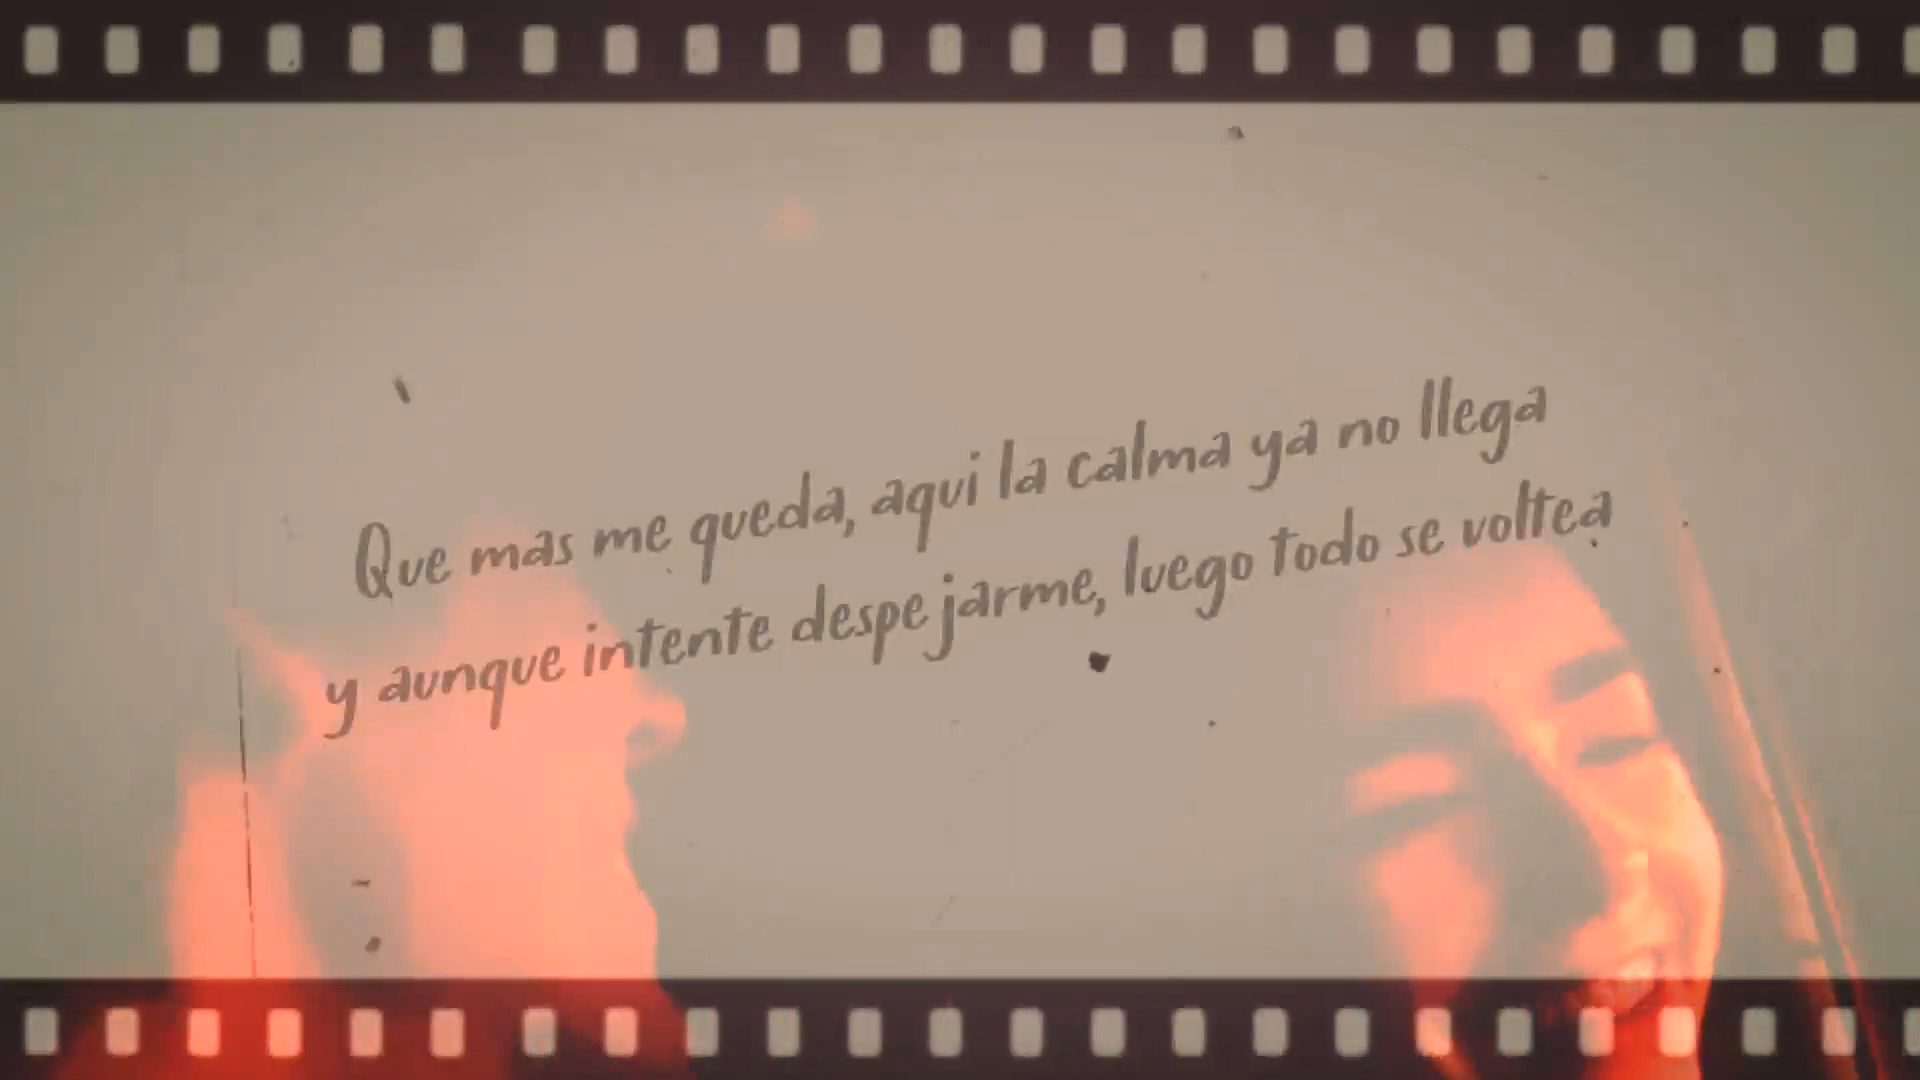 Que mas me queda, aqui la calma ya no llega
y aunque intente despejarme, luego todo se voltea